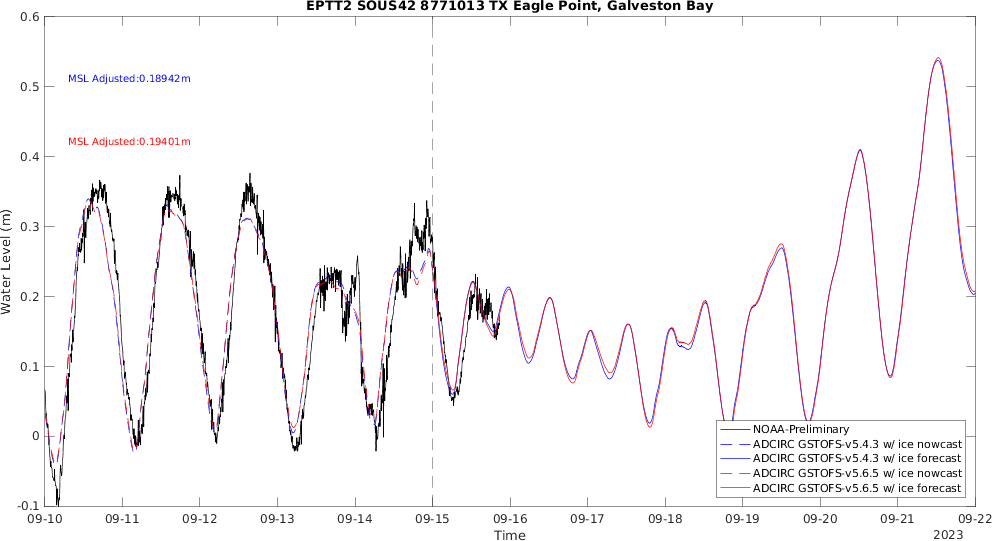 EPTT2 SOUS42 8771013 TX Eagle Point, Galveston Bay
0.6
0.5
0.4
0.3
0.2
0.1
0
-0.1
Water Level (m)
MSL Adjusted:0.18942m
MSL Adjusted:0.19401m
NOAA-Preliminary
ADCIRC GSTOFS-v5.4.3 w/ ice nowcast
ADCIRC GSTOFS-v5.4.3 w/ ice forecast
ADCIRC GSTOFS-v5.6.5 w/ ice nowcast
ADCIRC GSTOFS-v5.6.5 w/ ice forecast
09-10 09-11 09-12 09-13 09-14 09-15 09-16 09-17 09-18 09-19 09-20 09-21 09-22
Time
2023